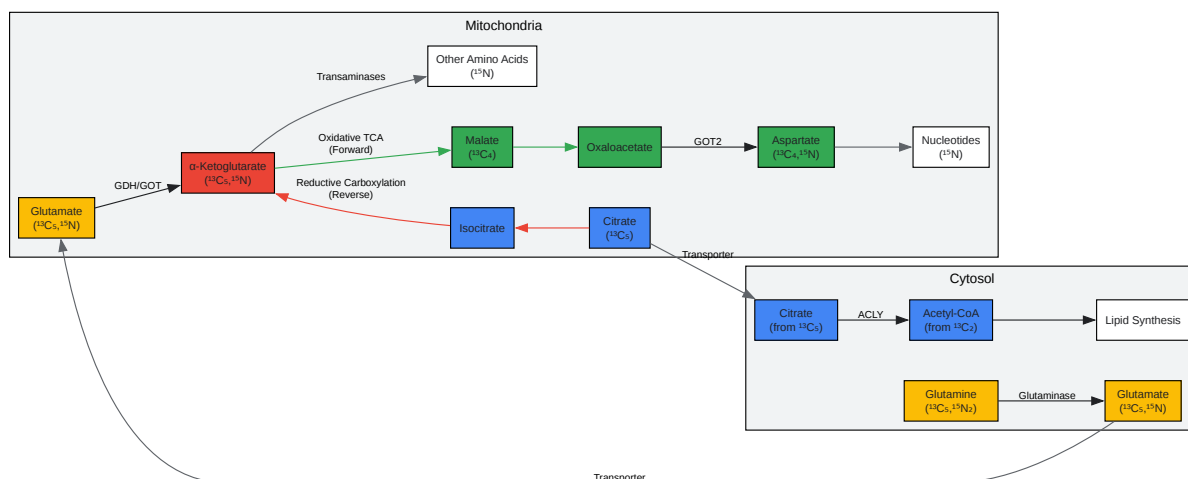 Mitochondria
Other Amino Acids
(¹⁵N)
Transaminases
Oxidative TCA
(Forward)
Malate
(¹³C₄)
Oxaloacetate
GOT2
Aspartate
(¹³C₄,¹⁵N)
Nucleotides
(¹⁵N)
α-Ketoglutarate
(¹³C₅,¹⁵N)
GDH/GOT
Reductive Carboxylation
(Reverse)
Glutamate
(¹³C₅,¹⁵N)
Isocitrate
Citrate
(¹³C₅)
Transporter
Cytosol
Citrate
(from ¹³C₅)
ACLY
Acetyl-CoA
(from ¹³C₂)
Lipid Synthesis
Glutamine
(¹³C₅,¹⁵N₂)
Glutaminase
Glutamate
(¹³C₅,¹⁵N)
Transporter